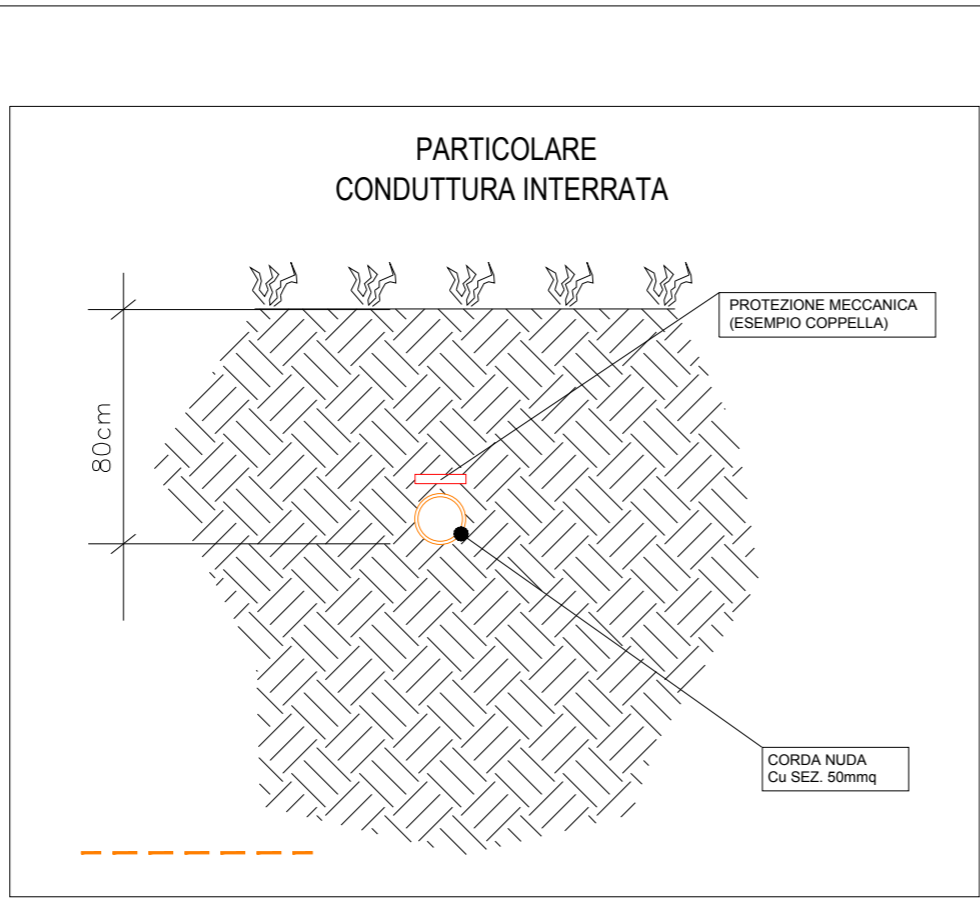 PARTICOLARE
CONDUTTURA INTERRATA
PROTEZIONE MECCANICA
(ESEMPIO COPPELLA)
80cm
CORDA NUDA
Cu SEZ. 50mmq